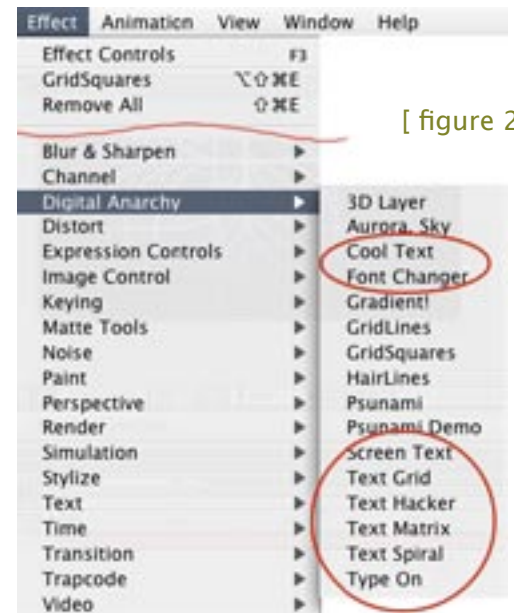 Effect Animation View Window Help
Effect Controls F3
GridSquares ⌥⇧⌘E
Remove All ⇧⌘E
[ figure 2
Blur & Sharpen
Channel
Digital Anarchy
Distort
Expression Controls
Image Control
Keying
Matte Tools
Noise
Paint
Perspective
Render
Simulation
Stylize
Text
Time
Transition
Trapcode
Video
3D Layer
Aurora, Sky
Cool Text
Font Changer
Gradient!
GridLines
GridSquares
HairLines
Psunami
Psunami Demo
Screen Text
Text Grid
Text Hacker
Text Matrix
Text Spiral
Type On